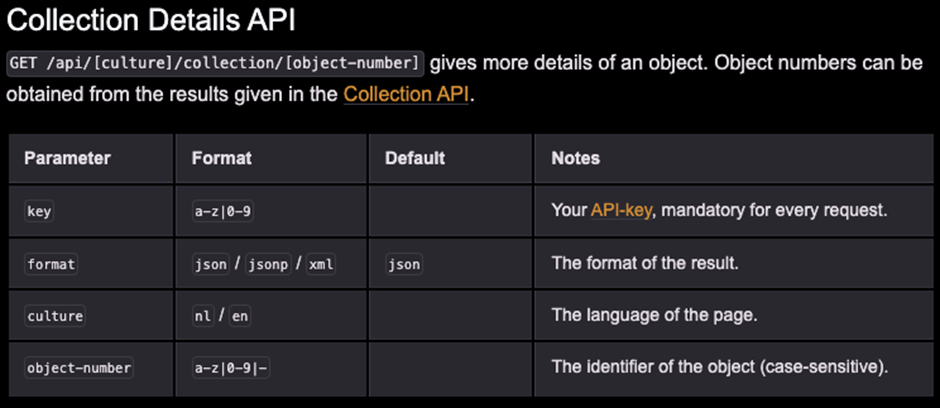 Collection Details API
GET /api/[culture]/collection/[object-number] gives more details of an object. Object numbers can be
obtained from the results given in the Collection API.
Parameter Format Default Notes
key a-z|0-9 Your API-key, mandatory for every request.
format json / jsonp / xml json The format of the result.
culture nl / en The language of the page.
object-number a-z|0-9|- The identifier of the object (case-sensitive).